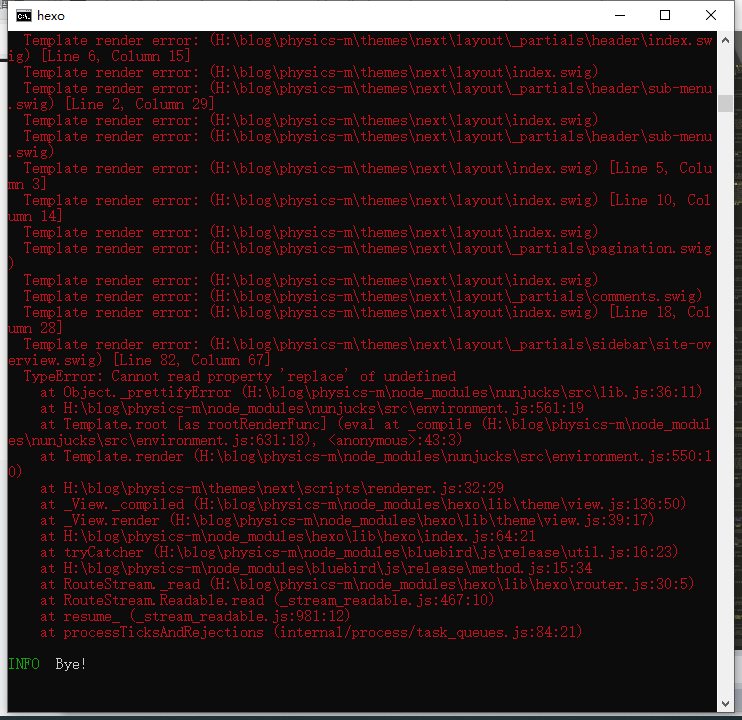 hexo
  Template render error: (H:\blog\physics-m\themes\next\layout\_partials\header\index.sw
ig) [Line 6, Column 15]
  Template render error: (H:\blog\physics-m\themes\next\layout\index.swig)
  Template render error: (H:\blog\physics-m\themes\next\layout\_partials\header\sub-menu
.swig) [Line 2, Column 29]
  Template render error: (H:\blog\physics-m\themes\next\layout\index.swig)
  Template render error: (H:\blog\physics-m\themes\next\layout\_partials\header\sub-menu
.swig)
  Template render error: (H:\blog\physics-m\themes\next\layout\index.swig) [Line 5, Colu
mn 3]
  Template render error: (H:\blog\physics-m\themes\next\layout\index.swig) [Line 10, Col
umn 14]
  Template render error: (H:\blog\physics-m\themes\next\layout\index.swig)
  Template render error: (H:\blog\physics-m\themes\next\layout\_partials\pagination.swig
)
  Template render error: (H:\blog\physics-m\themes\next\layout\index.swig)
  Template render error: (H:\blog\physics-m\themes\next\layout\_partials\comments.swig)
  Template render error: (H:\blog\physics-m\themes\next\layout\index.swig) [Line 18, Col
umn 28]
  Template render error: (H:\blog\physics-m\themes\next\layout\_partials\sidebar\site-ov
erview.swig) [Line 82, Column 67]
  TypeError: Cannot read property 'replace' of undefined
    at Object._prettifyError (H:\blog\physics-m\node_modules\nunjucks\src\lib.js:36:11)
    at H:\blog\physics-m\node_modules\nunjucks\src\environment.js:561:19
    at Template.root [as rootRenderFunc] (eval at _compile (H:\blog\physics-m\node_modul
es\nunjucks\src\environment.js:631:18), <anonymous>:43:3)
    at Template.render (H:\blog\physics-m\node_modules\nunjucks\src\environment.js:550:1
0)
    at H:\blog\physics-m\themes\next\scripts\renderer.js:32:29
    at _View._compiled (H:\blog\physics-m\node_modules\hexo\lib\theme\view.js:136:50)
    at _View.render (H:\blog\physics-m\node_modules\hexo\lib\theme\view.js:39:17)
    at H:\blog\physics-m\node_modules\hexo\lib\hexo\index.js:64:21
    at tryCatcher (H:\blog\physics-m\node_modules\bluebird\js\release\util.js:16:23)
    at H:\blog\physics-m\node_modules\bluebird\js\release\method.js:15:34
    at RouteStream._read (H:\blog\physics-m\node_modules\hexo\lib\hexo\router.js:30:5)
    at RouteStream.Readable.read (_stream_readable.js:467:10)
    at resume_ (_stream_readable.js:981:12)
    at processTicksAndRejections (internal/process/task_queues.js:84:21)
INFO  Bye!